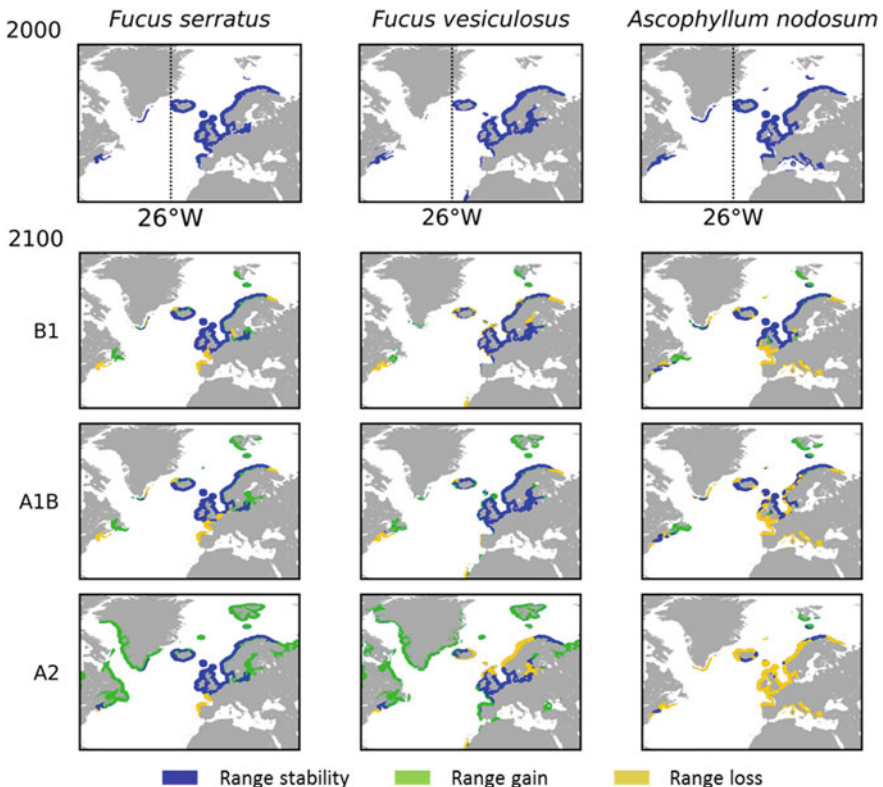 Fucus serratus Fucus vesiculosus Ascophyllum nodosum
2000
26°W 26°W 26°W
2100
B1
A1B
A2
Range stability Range gain Range loss